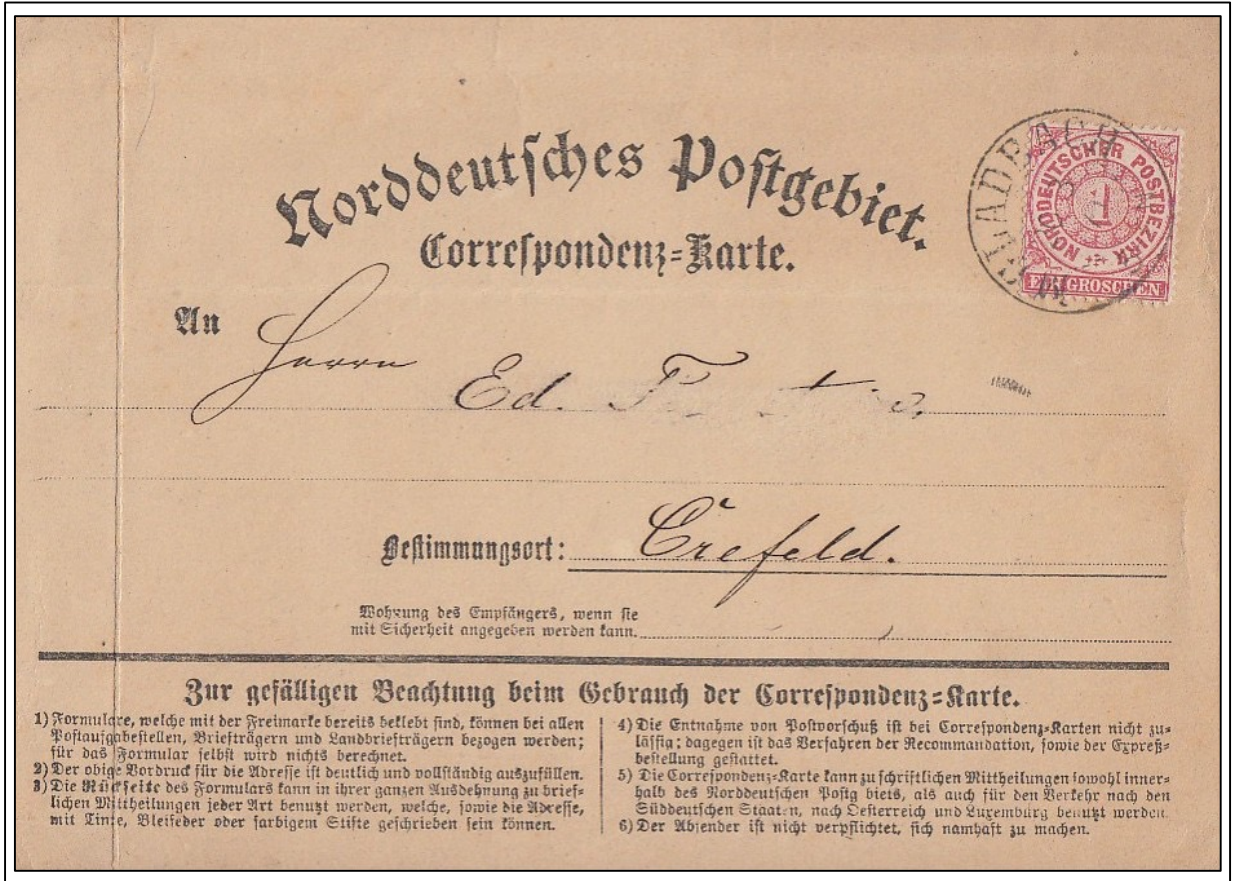 Norddeutsches Postgebiet.
Correspondenz-Karte.
NORDDEUTSCHER POSTBEZIRK
1
EIN GROSCHEN
M. GLADBACH
An
Herrn
Ed.
Bestimmungsort: Crefeld.
Wohnung des Empfängers, wenn sie
mit Sicherheit angegeben werden kann.
Zur gefälligen Beachtung beim Gebrauch der Correspondenz-Karte.
1) Formulare, welche mit der Freimarke bereits beklebt sind, können bei allen
Postaufgabestellen, Briefträgern und Landbriefträgern bezogen werden;
für das Formular selbst wird nichts berechnet.
2) Der obige Vordruck für die Adresse ist deutlich und vollständig auszufüllen.
3) Die Rückseite des Formulars kann in ihrer ganzen Ausdehnung zu brief-
lichen Mittheilungen jeder Art benutzt werden, welche, sowie die Adresse,
mit Tinte, Bleifeder oder farbigem Stifte geschrieben sein können.
4) Die Entnahme von Postvorschuß ist bei Correspondenz-Karten nicht zu-
lässig; dagegen ist das Verfahren der Recommandation, sowie der Expreß-
bestellung gestattet.
5) Die Correspondenz-Karte kann zu schriftlichen Mittheilungen sowohl inner-
halb des Norddeutschen Postg biets, als auch für den Verkehr nach den
Süddeutschen Staaten, nach Oesterreich und Luxemburg benutzt werden.
6) Der Absender ist nicht verpflichtet, sich namhaft zu machen.